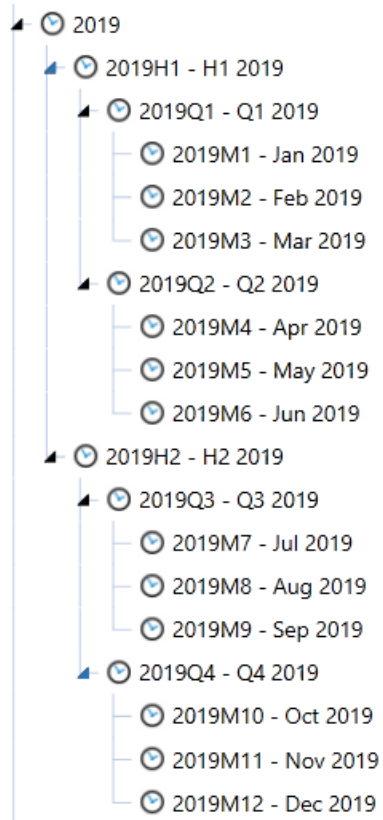 2019
2019H1 - H1 2019
2019Q1 - Q1 2019
2019M1 - Jan 2019
2019M2 - Feb 2019
2019M3 - Mar 2019
2019Q2 - Q2 2019
2019M4 - Apr 2019
2019M5 - May 2019
2019M6 - Jun 2019
2019H2 - H2 2019
2019Q3 - Q3 2019
2019M7 - Jul 2019
2019M8 - Aug 2019
2019M9 - Sep 2019
2019Q4 - Q4 2019
2019M10 - Oct 2019
2019M11 - Nov 2019
2019M12 - Dec 2019